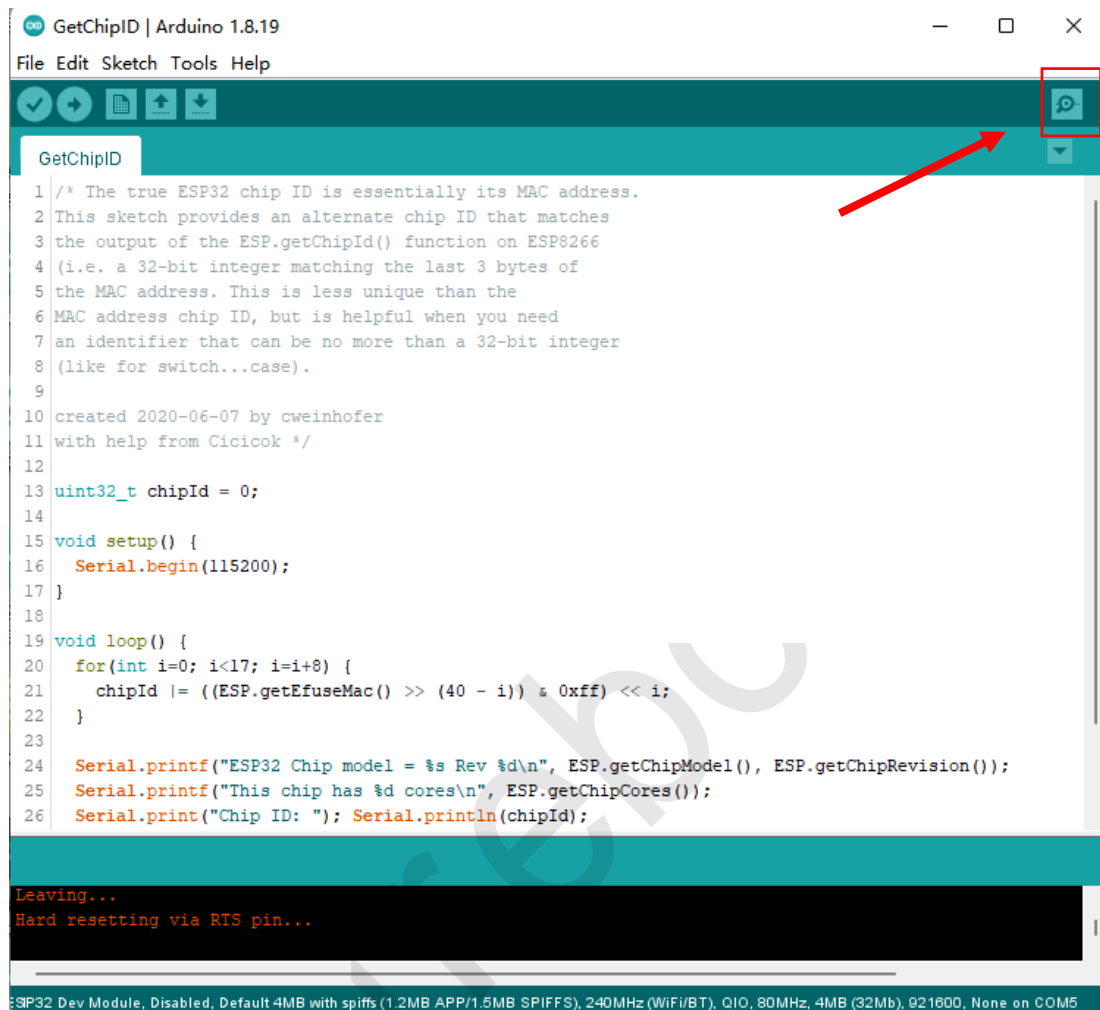 GetChipID | Arduino 1.8.19
File Edit Sketch Tools Help
GetChipID
1 /* The true ESP32 chip ID is essentially its MAC address.
2 This sketch provides an alternate chip ID that matches
3 the output of the ESP.getChipId() function on ESP8266
4 (i.e. a 32-bit integer matching the last 3 bytes of
5 the MAC address. This is less unique than the
6 MAC address chip ID, but is helpful when you need
7 an identifier that can be no more than a 32-bit integer
8 (like for switch...case).
9
10 created 2020-06-07 by cweinhofer
11 with help from Cicicok */
12
13 uint32_t chipId = 0;
14
15 void setup() {
16 Serial.begin(115200);
17 }
18
19 void loop() {
20 for(int i=0; i<17; i=i+8) {
21 chipId |= ((ESP.getEfuseMac() >> (40 - i)) & 0xff) << i;
22 }
23
24 Serial.printf("ESP32 Chip model = %s Rev %d\n", ESP.getChipModel(), ESP.getChipRevision());
25 Serial.printf("This chip has %d cores\n", ESP.getChipCores());
26 Serial.print("Chip ID: "); Serial.println(chipId);
Leaving...
Hard resetting via RTS pin...
ESP32 Dev Module, Disabled, Default 4MB with spiffs (1.2MB APP/1.5MB SPIFFS), 240MHz (WiFi/BT), QIO, 80MHz, 4MB (32Mb), 921600, None on COM5